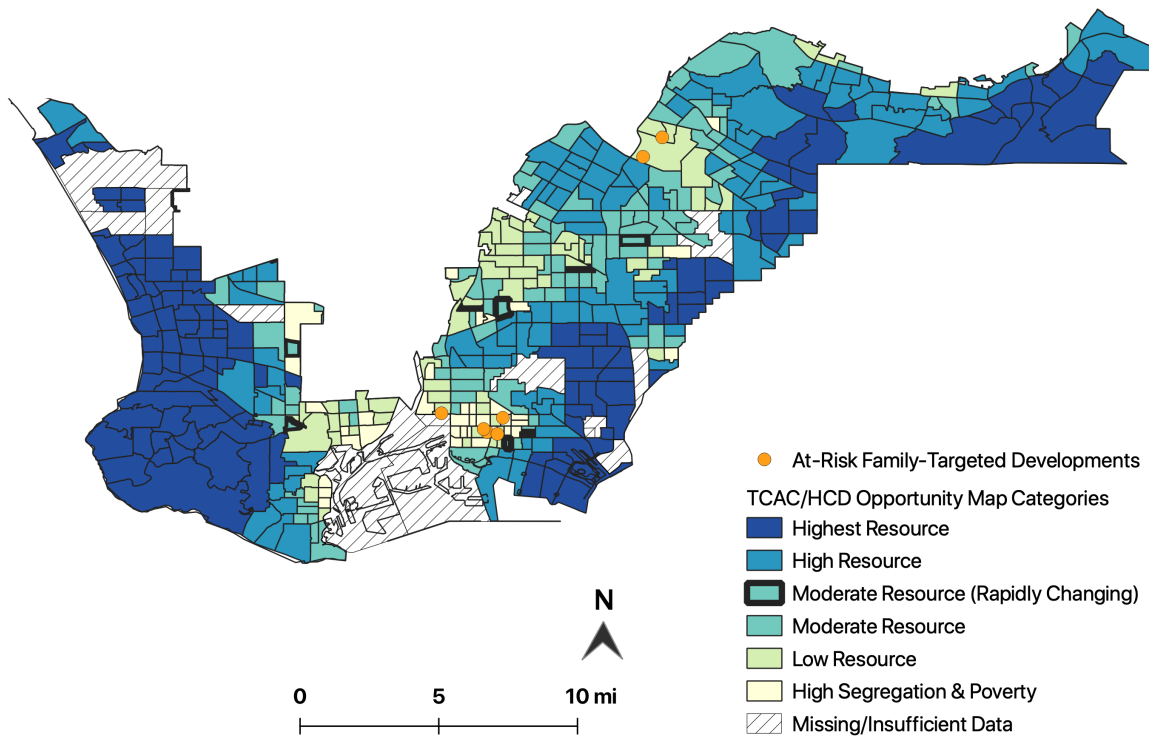 At-Risk Family-Targeted Developments
TCAC/HCD Opportunity Map Categories
Highest Resource
High Resource
Moderate Resource (Rapidly Changing)
Moderate Resource
Low Resource
High Segregation & Poverty
Missing/Insufficient Data
N
0 5 10 mi